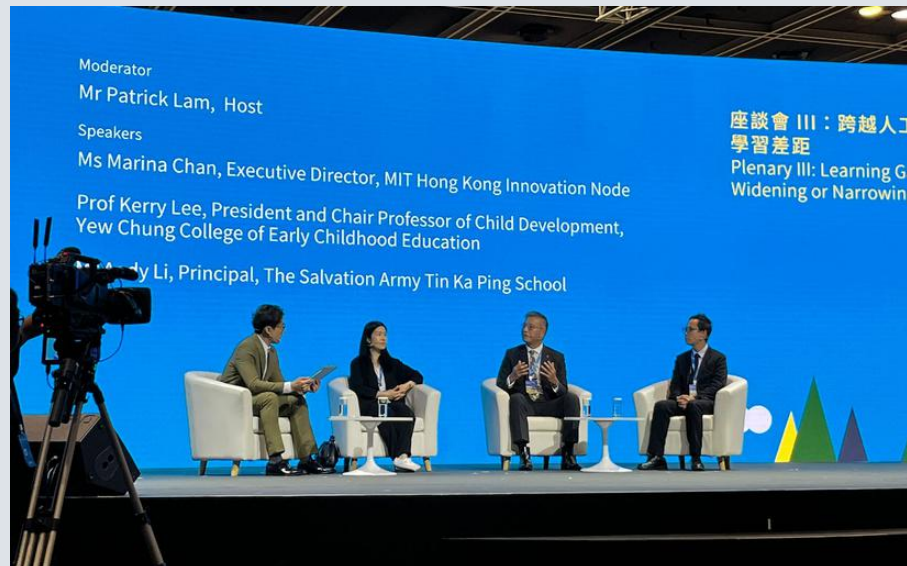 Moderator
Mr Patrick Lam, Host
Speakers
Ms Marina Chan, Executive Director, MIT Hong Kong Innovation Node
Prof Kerry Lee, President and Chair Professor of Child Development,
Yew Chung College of Early Childhood Education
Andy Li, Principal, The Salvation Army Tin Ka Ping School
座談會 III：跨越人工
學習差距
Plenary III: Learning G
Widening or Narrowin